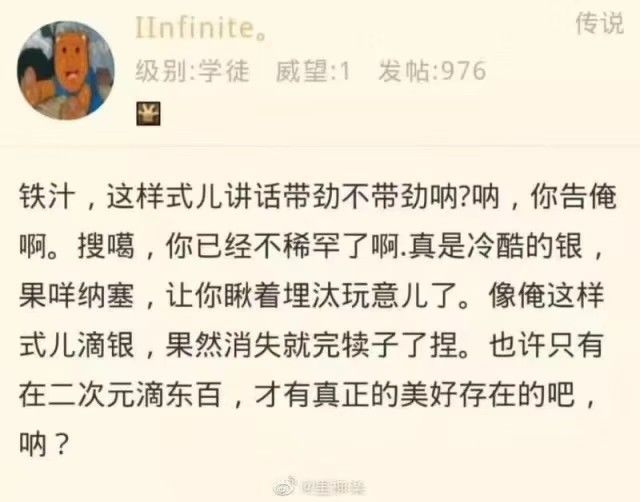 IInfinite。
传说
级别:学徒 威望:1 发帖:976
铁汁，这样式儿讲话带劲不带劲呐?呐，你告俺
啊。搜噶，你已经不稀罕了啊.真是冷酷的银，
果咩纳塞，让你瞅着埋汰玩意儿了。像俺这样
式儿滴银，果然消失就完犊子了捏。也许只有
在二次元滴东百，才有真正的美好存在的吧，
呐？